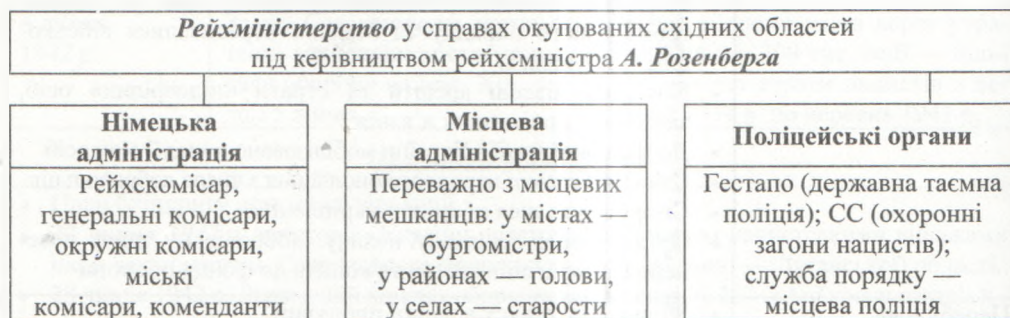 Рейхміністерство у справах окупованих східних областей
під керівництвом рейхсміністра А. Розенберга
Німецька
адміністрація
Рейхскомісар,
генеральні комісари,
окружні комісари,
місцеві
комісари, коменданти
Місцева
адміністрація
Переважно з місцевих
мешканців: у містах —
бургомістри,
у районах — голови,
у селах — старости
Поліцейські органи
Гестапо (державна таємна
поліція); СС (охоронні
загони нацистів);
служба порядку —
місцева поліція